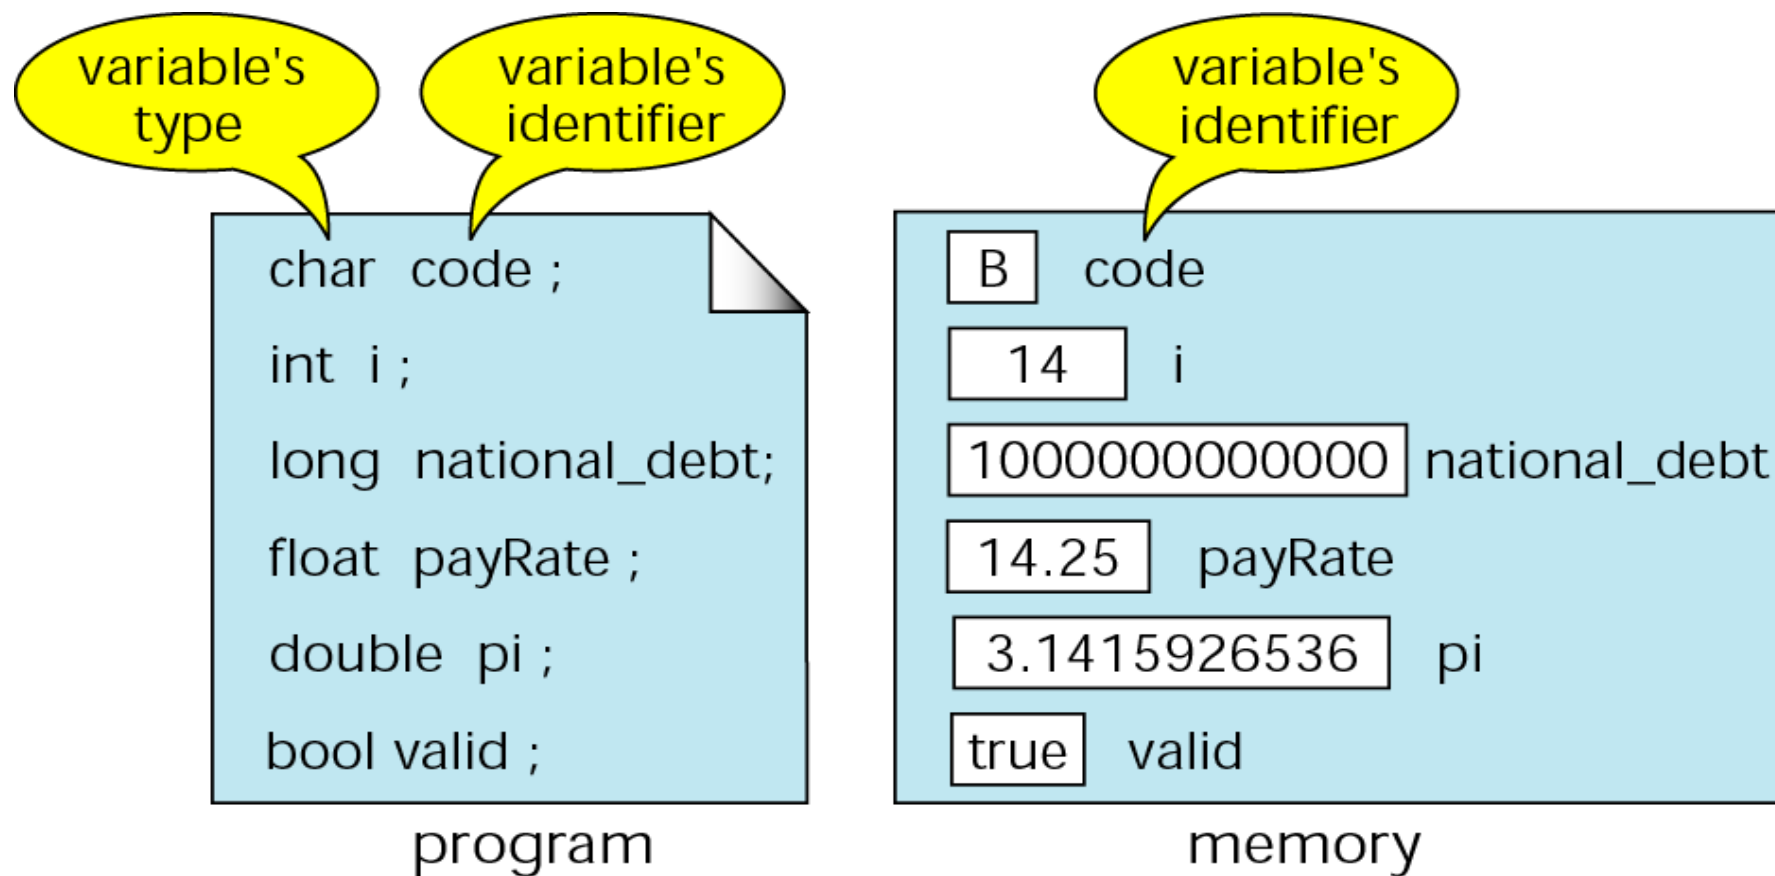 variable's
type
variable's
identifier
variable's
identifier
char code ;
int i ;
long national_debt;
float payRate ;
double pi ;
bool valid ;
program
B code
14 i
1000000000000 national_debt
14.25 payRate
3.1415926536 pi
true valid
memory